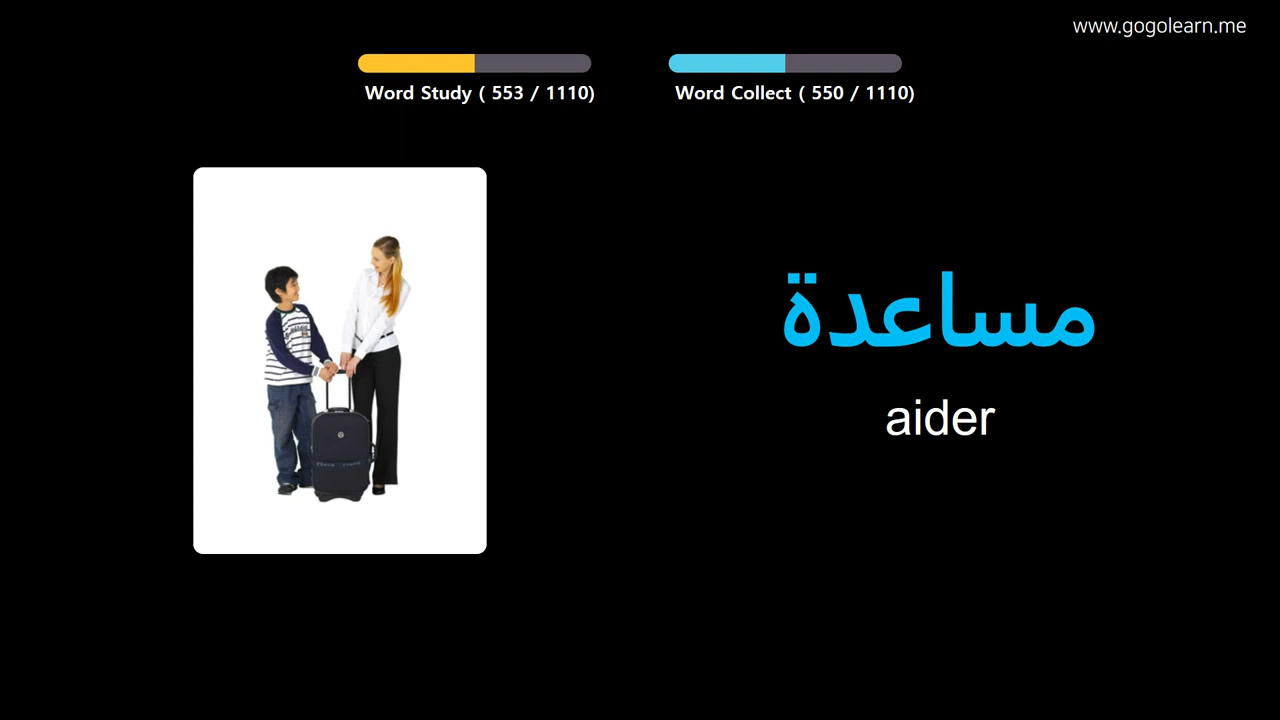 www.gogolearn.me
Word Study ( 553 / 1110)
Word Collect ( 550 / 1110)
مساعدة
aider